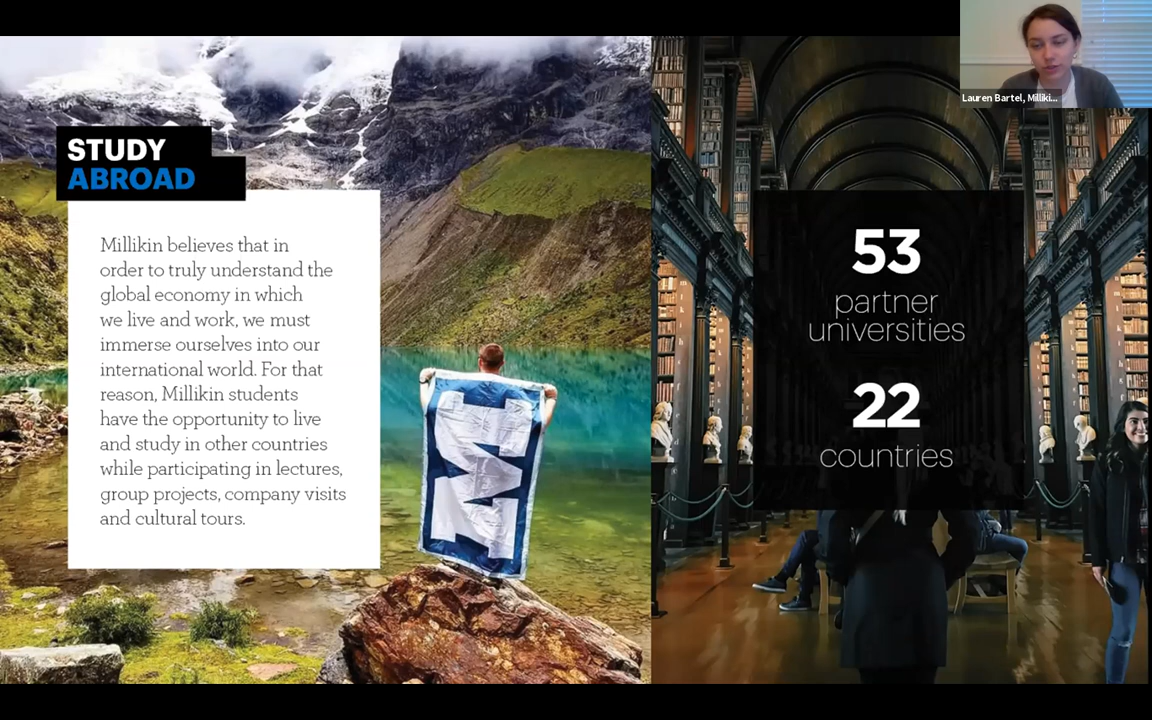 Lauren Bartel, Milliki...
STUDY
ABROAD
Millikin believes that in
order to truly understand the
global economy in which
we live and work, we must
immerse ourselves into our
international world. For that
reason, Millikin students
have the opportunity to live
and study in other countries
while participating in lectures,
group projects, company visits
and cultural tours.
M
53
partner
universities
22
countries